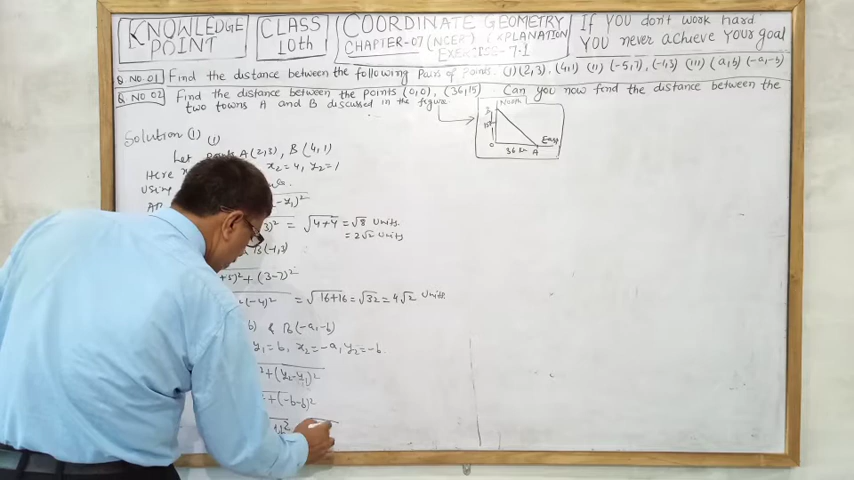 KNOWLEDGE POINT
CLASS 10th
COORDINATE GEOMETRY
CHAPTER-07 (NCERT) EXPLANATION
EXERCISE-7.1
If YOU don't work hard
YOU never achieve YOUR goal
Q.NO.01 Find the distance between the following Pairs of Points. (i) (2,3), (4,1) (ii) (-5,7), (-1,3) (iii) (a,b) (-a,-b)
Q.NO 02 Find the distance between the points (0,0), (36,15). Can you now find the distance between the
two towns A and B discussed in the figure
North
B
East
O 36 A
Solution (1) (i)
Let A(2,3), B(4,1)
Here x2=4, y2=1
Using
- x1)²
3)² = √4+4 = √8 Units.
= 2√2 Units
B(-1,3)
+5)² + (3-7)²
(-4)² = √16+16 = √32 = 4√2 Units.
b) & B(-a,-b)
y1=b, x2=-a, y2=-b.
² + (y2-y1)²
+ (-b-b)²